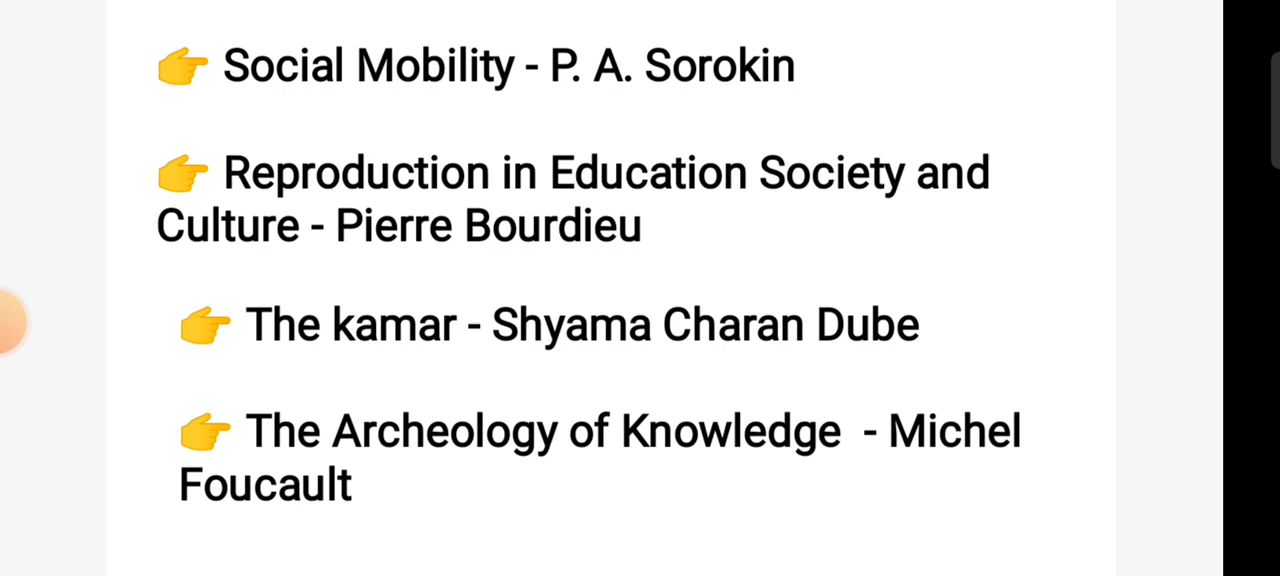 👉 Social Mobility - P. A. Sorokin
👉 Reproduction in Education Society and
Culture - Pierre Bourdieu
👉 The kamar - Shyama Charan Dube
👉 The Archeology of Knowledge - Michel
Foucault